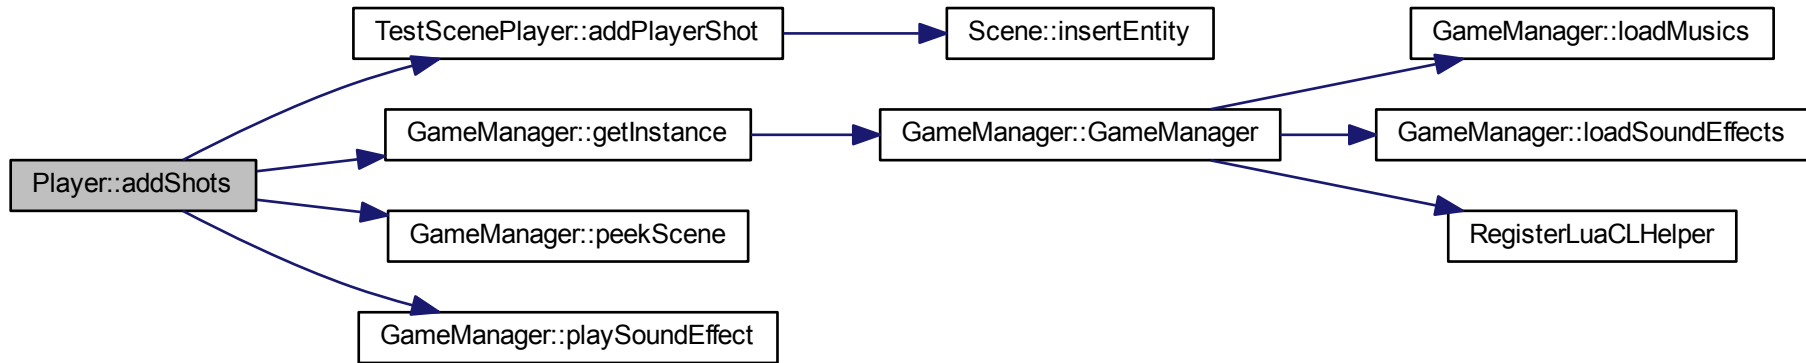 TestScenePlayer::addPlayerShot
Scene::insertEntity
GameManager::loadMusics
GameManager::getInstance
GameManager::GameManager
GameManager::loadSoundEffects
Player::addShots
GameManager::peekScene
RegisterLuaCLHelper
GameManager::playSoundEffect